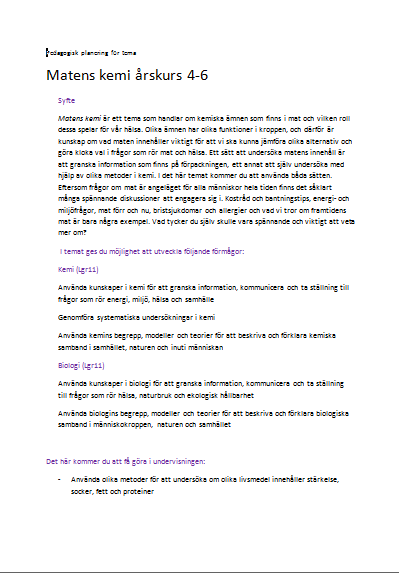 Pedagogisk planering för tema
Matens kemi årskurs 4-6
Syfte
Matens kemi är ett tema som handlar om kemiska ämnen som finns i mat och vilken roll
dessa spelar för vår hälsa. Olika ämnen har olika funktioner i kroppen, och därför är
kunskap om vad maten innehåller viktigt för att vi ska kunna jämföra olika alternativ och
göra kloka val i frågor som rör mat och hälsa. Ett sätt att undersöka matens innehåll är
att granska information som finns på förpackningen, ett annat att själv undersöka med
hjälp av olika metoder i kemi. I det här temat kommer du att använda båda sätten.
Eftersom frågor om mat är angeläget för alla människor hela tiden finns det såklart
många spännande diskussioner att engagera sig i. Kostråd och bantningstips, energi- och
miljöfrågor, mat förr och nu, bristsjukdomar och allergier och vad vi tror om framtidens
mat är bara några exempel. Vad tycker du själv skulle vara spännande och viktigt att veta
mer om?
I temat ges du möjlighet att utveckla följande förmågor:
Kemi (Lgr11)
Använda kunskaper i kemi för att granska information, kommunicera och ta ställning till
frågor som rör energi, miljö, hälsa och samhälle
Genomföra systematiska undersökningar i kemi
Använda kemins begrepp, modeller och teorier för att beskriva och förklara kemiska
samband i samhället, naturen och inuti människan
Biologi (Lgr11)
Använda kunskaper i biologi för att granska information, kommunicera och ta ställning
till frågor som rör hälsa, naturbruk och ekologisk hållbarhet
Använda biologins begrepp, modeller och teorier för att beskriva och förklara biologiska
samband i människokroppen, naturen och samhället
Det här kommer du att få göra i undervisningen:
- Använda olika metoder för att undersöka om olika livsmedel innehåller stärkelse,
socker, fett och proteiner